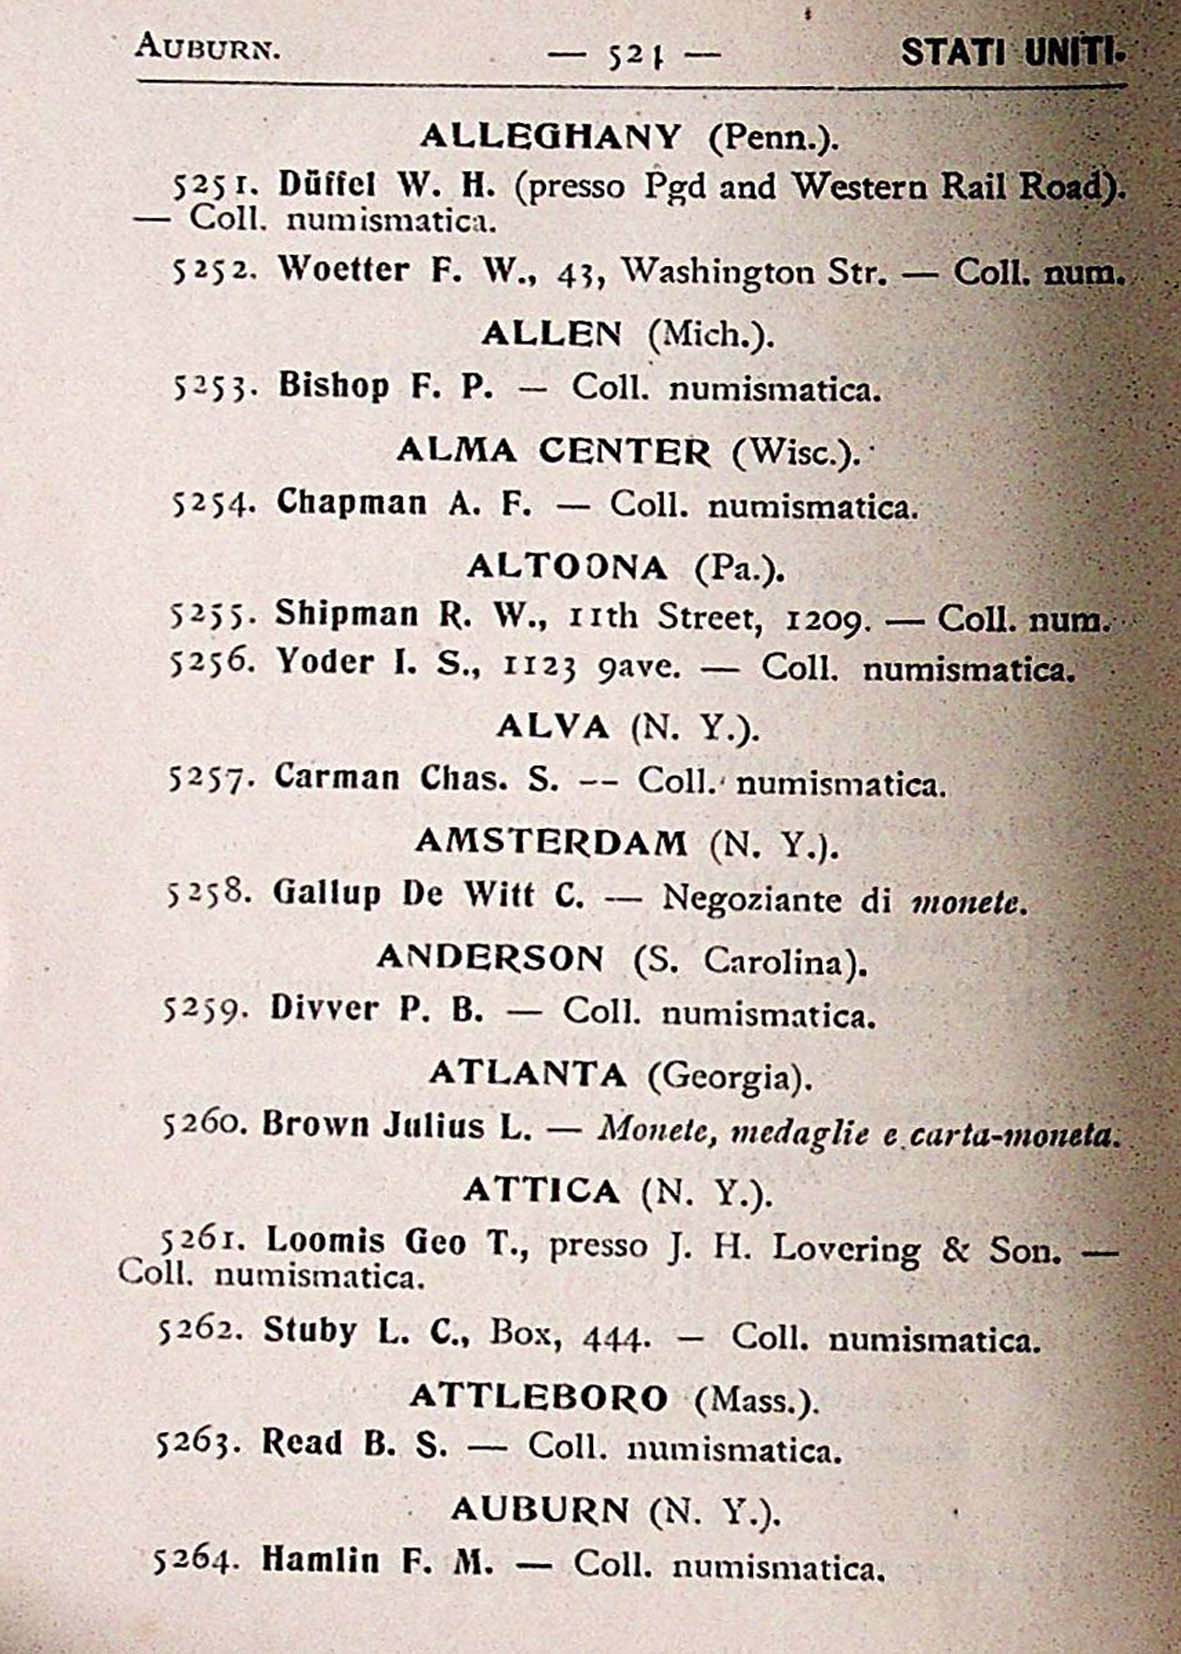 AUBURN. — 521 — STATI UNITI.
ALLEGHANY (Penn.).
5251. Düffel W. H. (presso Pgd and Western Rail Road).
— Coll. numismatica.
5252. Woetter F. W., 43, Washington Str. — Coll. num.
ALLEN (Mich.).
5253. Bishop F. P. — Coll. numismatica.
ALMA CENTER (Wisc.).
5254. Chapman A. F. — Coll. numismatica.
ALTOONA (Pa.).
5255. Shipman R. W., 11th Street, 1209. — Coll. num.
5256. Yoder I. S., 1123 9ave. — Coll. numismatica.
ALVA (N. Y.).
5257. Carman Chas. S. — Coll. numismatica.
AMSTERDAM (N. Y.).
5258. Gallup De Witt C. — Negoziante di monete.
ANDERSON (S. Carolina).
5259. Divver P. B. — Coll. numismatica.
ATLANTA (Georgia).
5260. Brown Julius L. — Monete, medaglie e carta-moneta.
ATTICA (N. Y.).
5261. Loomis Geo T., presso J. H. Lovering & Son. —
Coll. numismatica.
5262. Stuby L. C., Box, 444. — Coll. numismatica.
ATTLEBORO (Mass.).
5263. Read B. S. — Coll. numismatica.
AUBURN (N. Y.).
5264. Hamlin F. M. — Coll. numismatica.